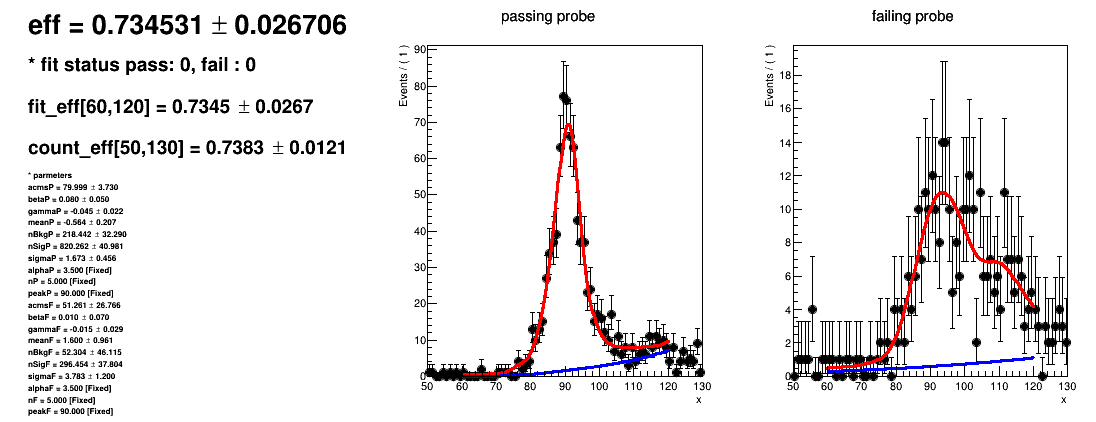 eff = 0.734531 ± 0.026706
* fit status pass: 0, fail : 0
fit_eff[60,120] = 0.7345 ± 0.0267
count_eff[50,130] = 0.7383 ± 0.0121
* parmeters
acmsP = 79.999 ± 3.730
betaP = 0.080 ± 0.050
gammaP = -0.045 ± 0.022
meanP = -0.564 ± 0.207
nBkgP = 218.442 ± 32.290
nSigP = 820.262 ± 40.981
sigmaP = 1.673 ± 0.456
alphaP = 3.500 [Fixed]
nP = 5.000 [Fixed]
peakP = 90.000 [Fixed]
acmsF = 51.261 ± 26.766
betaF = 0.010 ± 0.070
gammaF = -0.015 ± 0.029
meanF = 1.600 ± 0.961
nBkgF = 52.304 ± 46.115
nSigF = 296.454 ± 37.804
sigmaF = 3.783 ± 1.200
alphaF = 3.500 [Fixed]
nF = 5.000 [Fixed]
peakF = 90.000 [Fixed]
passing probe
Events / ( 1 )
90
80
70
60
50
40
30
20
10
0
50 60 70 80 90 100 110 120 130
x
failing probe
Events / ( 1 )
18
16
14
12
10
8
6
4
2
0
50 60 70 80 90 100 110 120 130
x